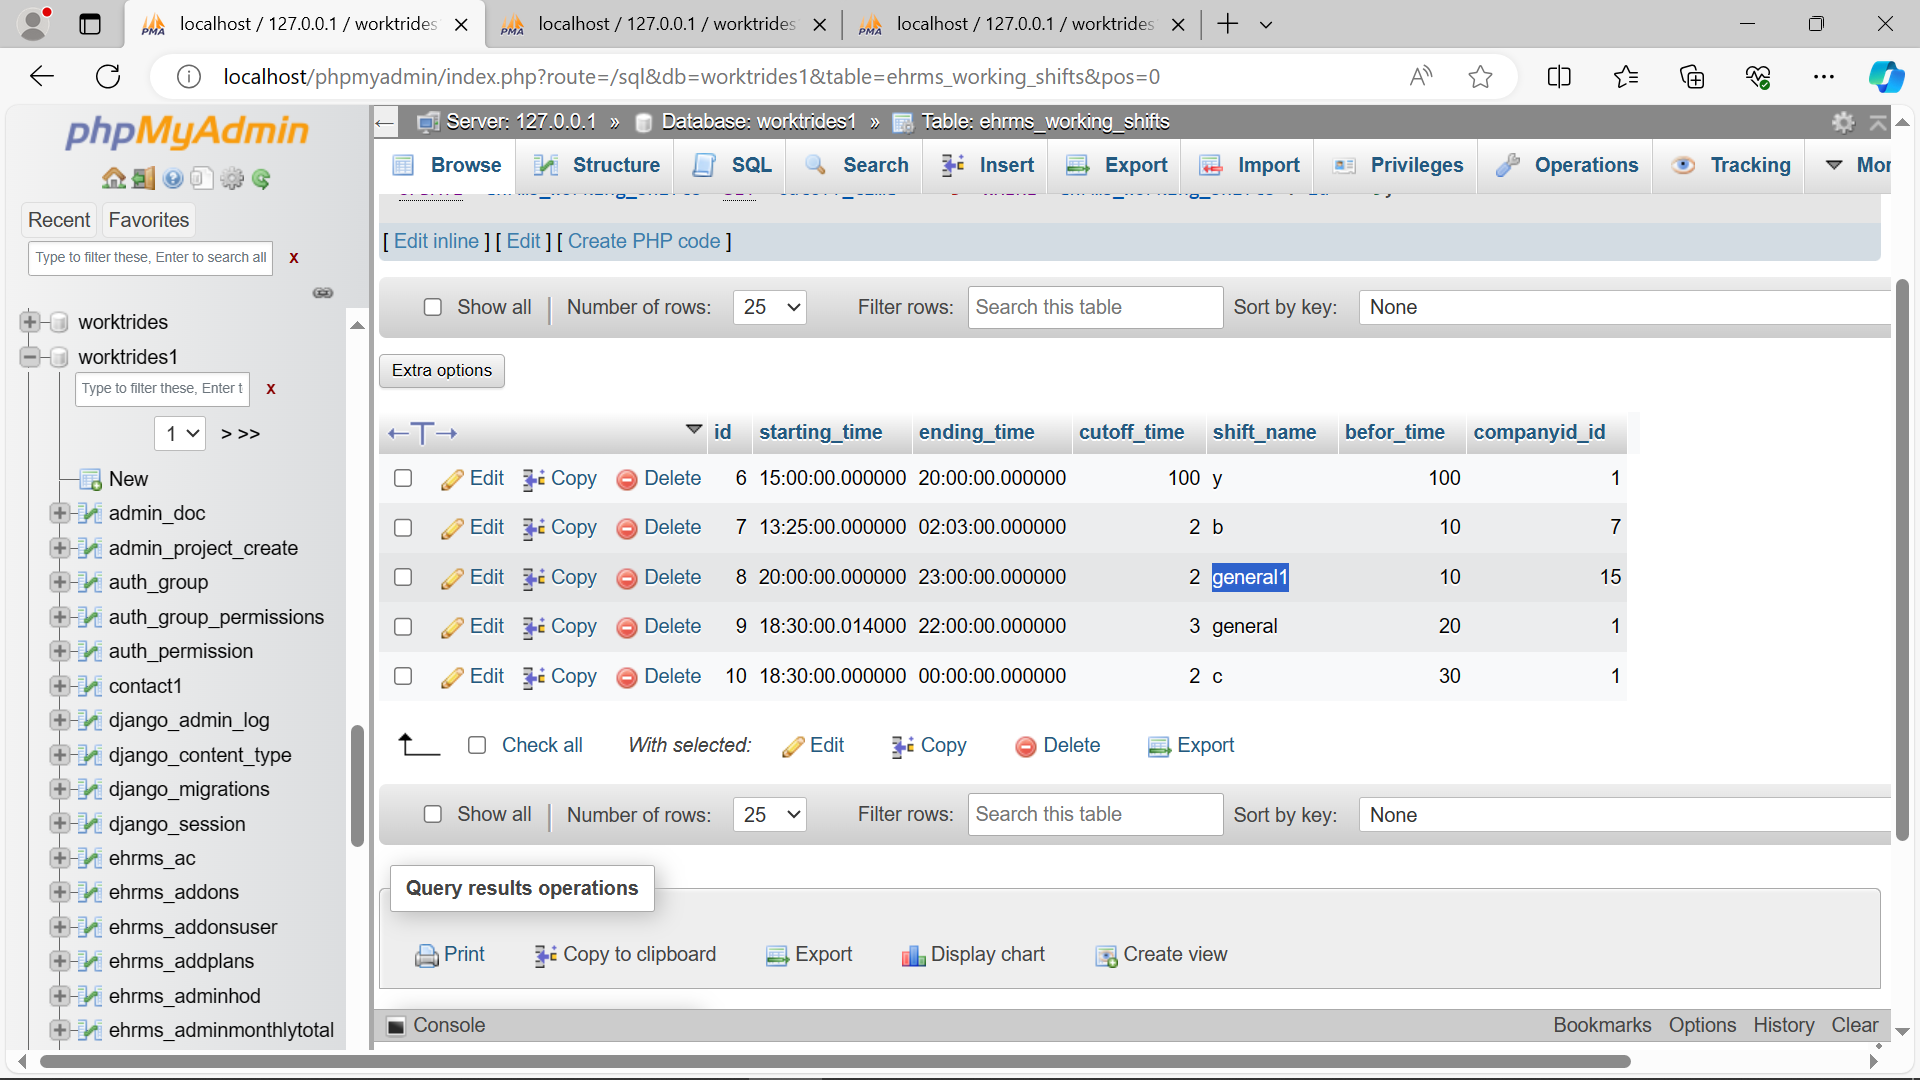 localhost / 127.0.0.1 / worktrides
localhost / 127.0.0.1 / worktrides
localhost / 127.0.0.1 / worktrides
localhost/phpmyadmin/index.php?route=/sql&db=worktrides1&table=ehrms_working_shifts&pos=0
phpMyAdmin
Recent Favorites
Type to filter these, Enter to search all X
worktrides
worktrides1
Type to filter these, Enter t X
1 > >>
New
admin_doc
admin_project_create
auth_group
auth_group_permissions
auth_permission
contact1
django_admin_log
django_content_type
django_migrations
django_session
ehrms_ac
ehrms_addons
ehrms_addonsuser
ehrms_addplans
ehrms_adminhod
ehrms_adminmonthlytotal
Server: 127.0.0.1 » Database: worktrides1 » Table: ehrms_working_shifts
Browse Structure SQL Search Insert Export Import Privileges Operations Tracking Mor
[ Edit inline ] [ Edit ] [ Create PHP code ]
Show all Number of rows: 25 Filter rows: Search this table Sort by key: None
Extra options
id starting_time ending_time cutoff_time shift_name befor_time companyid_id
Edit Copy Delete 6 15:00:00.000000 20:00:00.000000 100 y 100 1
Edit Copy Delete 7 13:25:00.000000 02:03:00.000000 2 b 10 7
Edit Copy Delete 8 20:00:00.000000 23:00:00.000000 2 general1 10 15
Edit Copy Delete 9 18:30:00.014000 22:00:00.000000 3 general 20 1
Edit Copy Delete 10 18:30:00.000000 00:00:00.000000 2 c 30 1
Check all With selected: Edit Copy Delete Export
Show all Number of rows: 25 Filter rows: Search this table Sort by key: None
Query results operations
Print Copy to clipboard Export Display chart Create view
Console Bookmarks Options History Clear